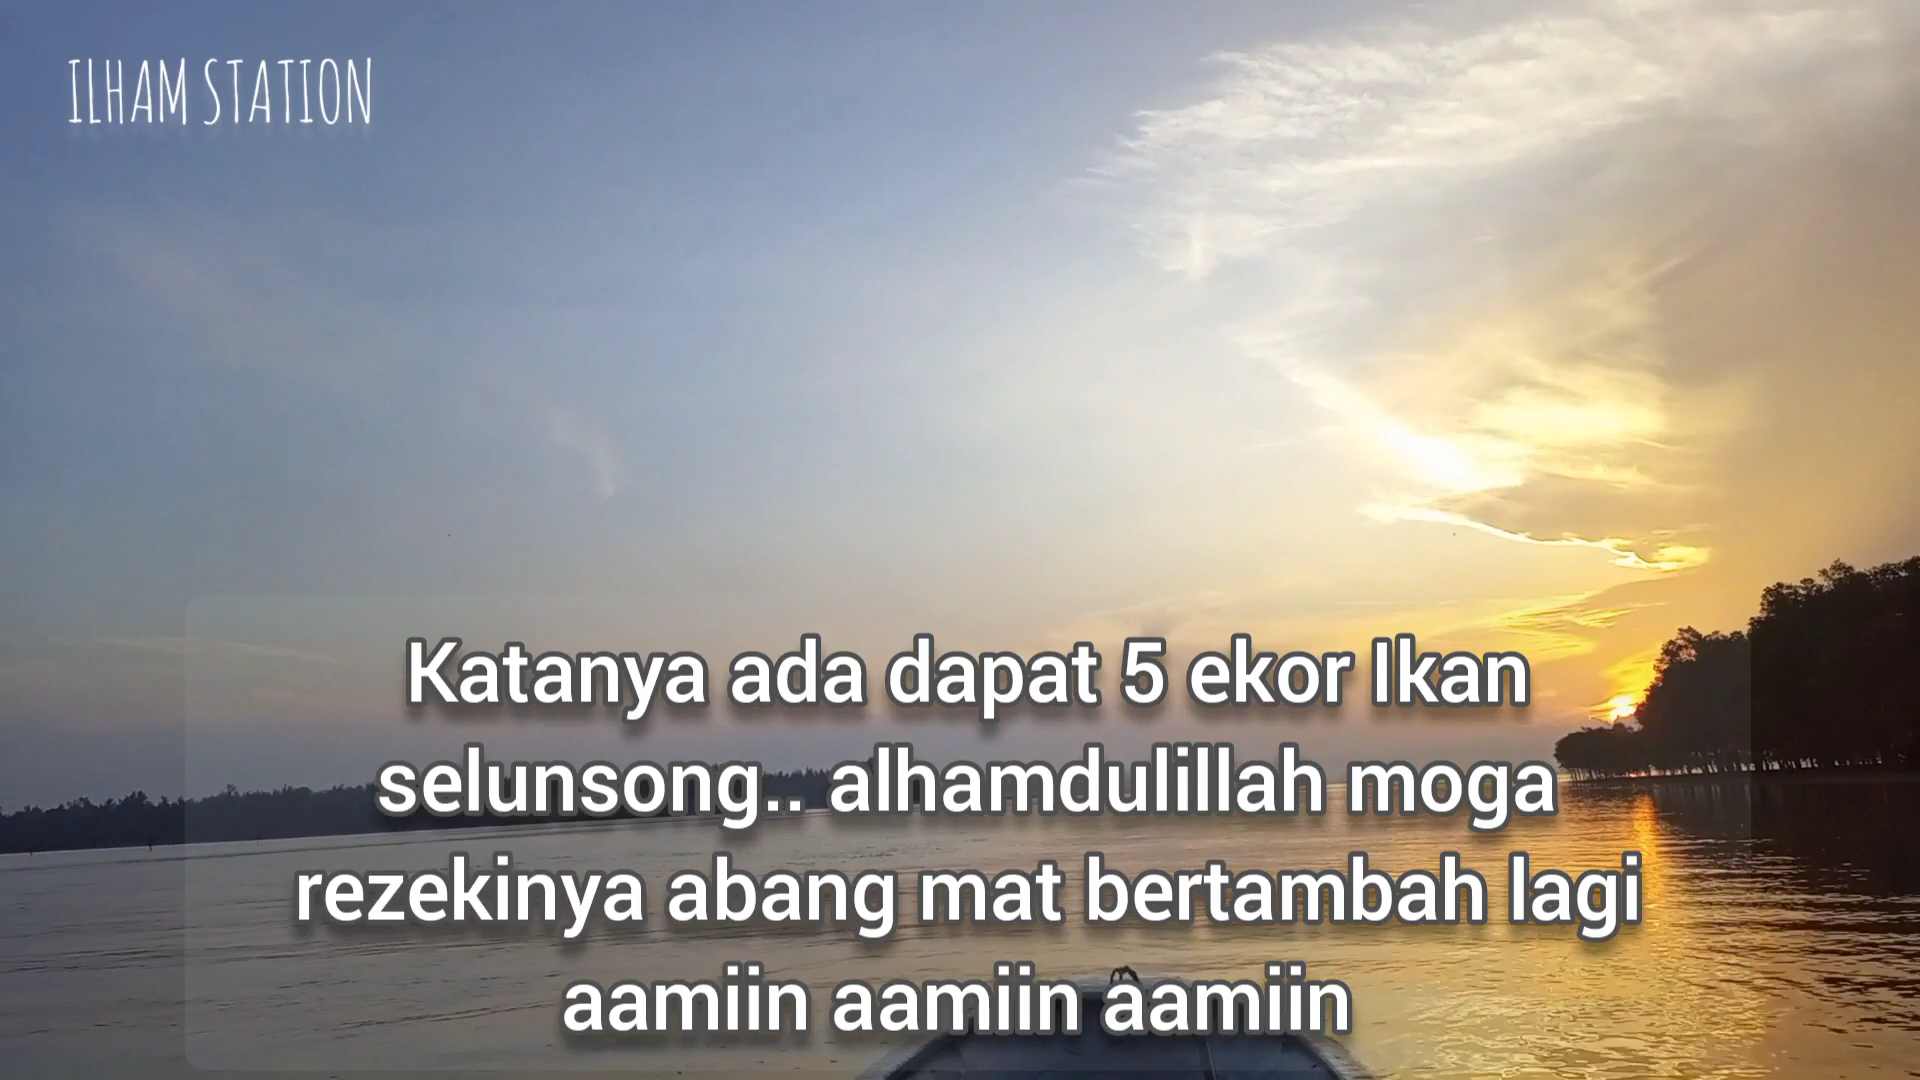 ILHAM STATION
Katanya ada dapat 5 ekor Ikan
selunsong.. alhamdulillah moga
rezekinya abang mat bertambah lagi
aamiin aamiin aamiin